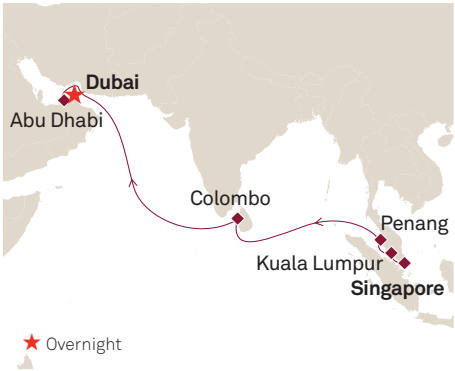 Dubai
Abu Dhabi
Colombo
Penang
Kuala Lumpur
Singapore
Overnight